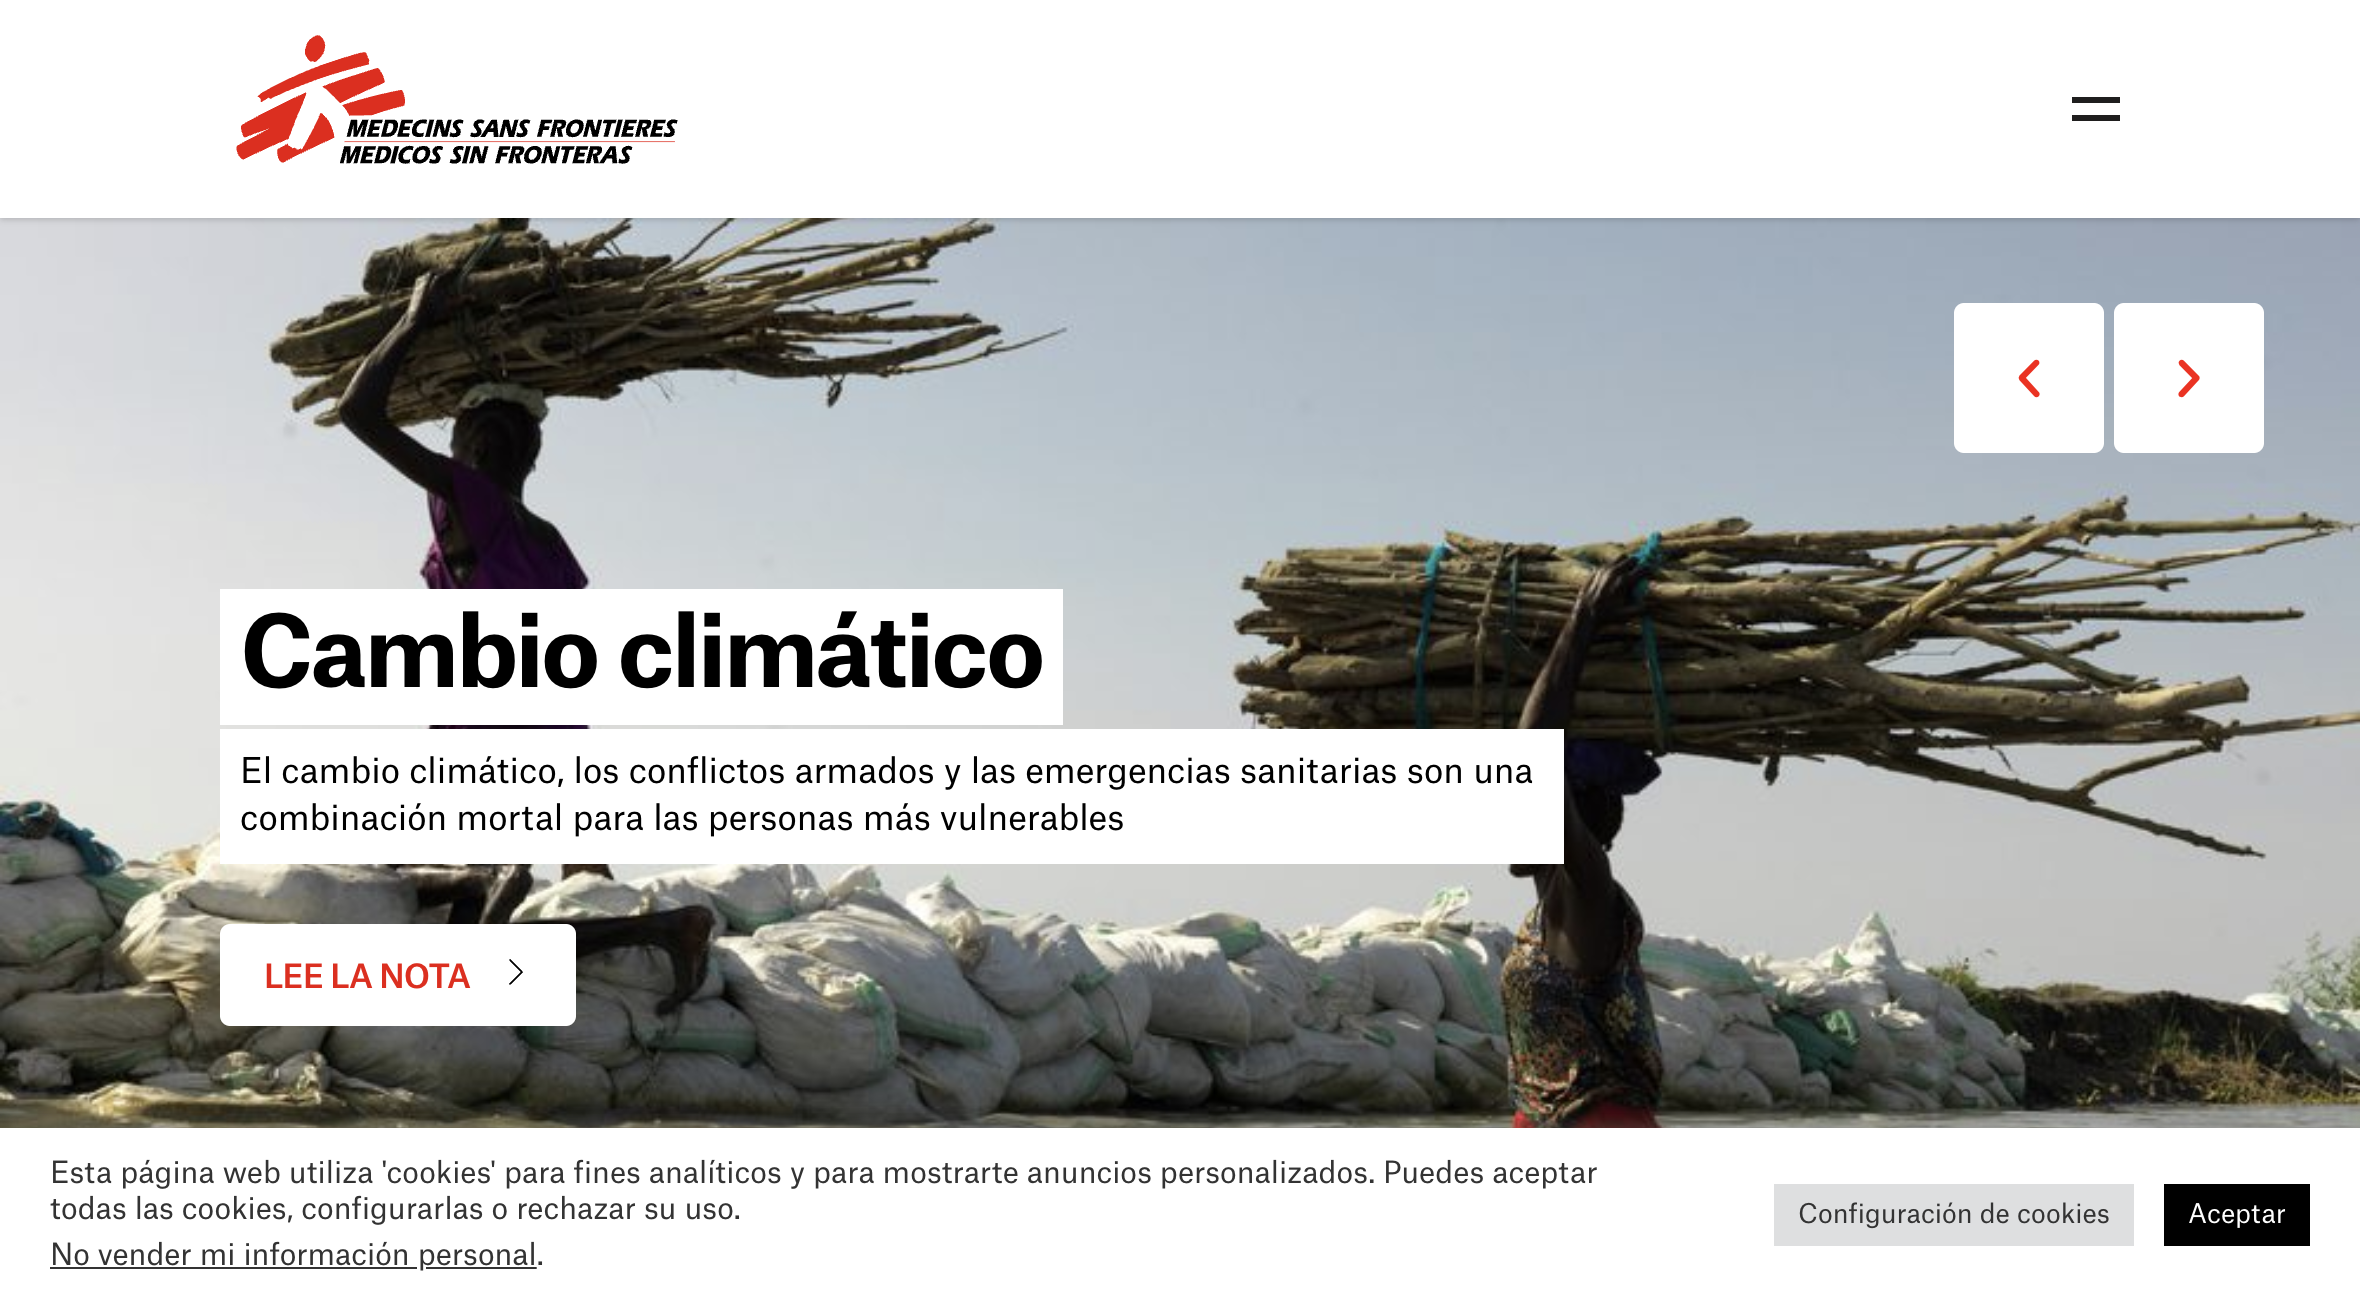 MEDECINS SANS FRONTIERES
MEDICOS SIN FRONTERAS
Cambio climático
El cambio climático, los conflictos armados y las emergencias sanitarias son una
combinación mortal para las personas más vulnerables
LEE LA NOTA
Esta página web utiliza 'cookies' para fines analíticos y para mostrarte anuncios personalizados. Puedes aceptar
todas las cookies, configurarlas o rechazar su uso.
No vender mi información personal.
Configuración de cookies
Aceptar